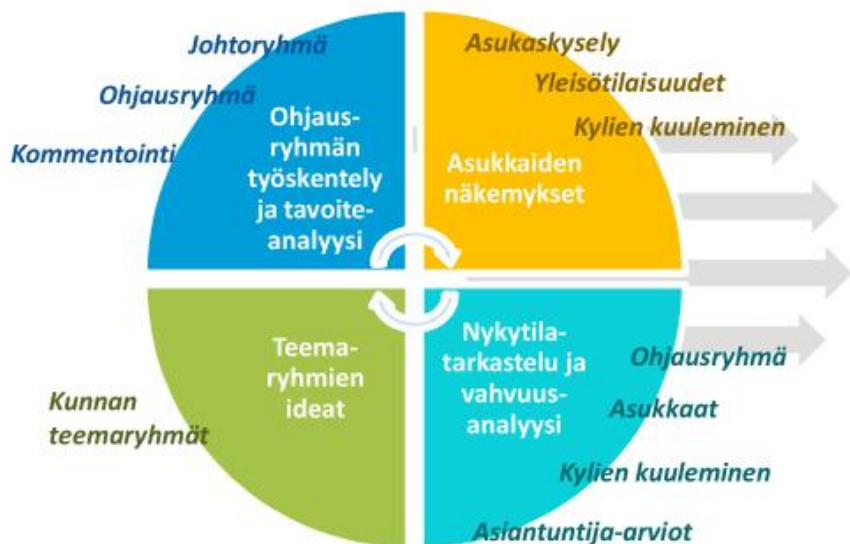 Johtoryhmä
Ohjausryhmä
Kommentointi
Ohjaus-
ryhmän
työskentely
ja tavoite-
analyysi
Asukaskysely
Yleisötilaisuudet
Kylien kuuleminen
Asukkaiden
näkemykset
Kunnan
teemaryhmät
Teema-
ryhmien
ideat
Nykytila-
tarkastelu ja
vahvuus-
analyysi
Ohjausryhmä
Asukkaat
Kylien kuuleminen
Asiantuntija-arviot